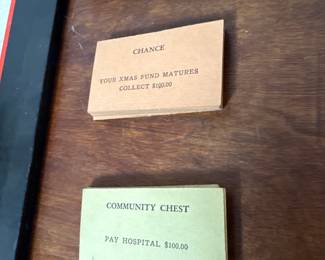 CHANCE
YOUR XMAS FUND MATURES
COLLECT $100.00
COMMUNITY CHEST
PAY HOSPITAL $100.00